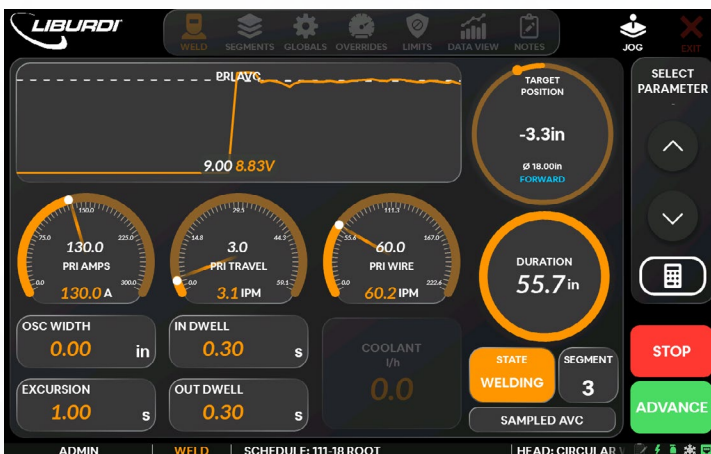 LIBURDI
WELD
SEGMENTS
GLOBALS
OVERRIDES
LIMITS
DATA VIEW
NOTES
JOG
EXIT
PRI AVC
9.00 8.83V
TARGET
POSITION
-3.3in
Ø 18.00in
FORWARD
SELECT
PARAMETER
-
75.0 150.0 225.0
130.0
PRI AMPS
0.0 300.0
130.0 A
14.8 29.5 44.3
3.0
PRI TRAVEL
0.0 59.1
3.1 IPM
55.6 111.3 167.0
60.0
PRI WIRE
0.0 222.6
60.2 IPM
DURATION
55.7 in
OSC WIDTH
0.00 in
IN DWELL
0.30 s
COOLANT
l/h
0.0
EXCURSION
1.00 s
OUT DWELL
0.30 s
STATE
WELDING
SEGMENT
3
SAMPLED AVC
STOP
ADVANCE
ADMIN
WELD
SCHEDULE: 111-18 ROOT
HEAD: CIRCULAR